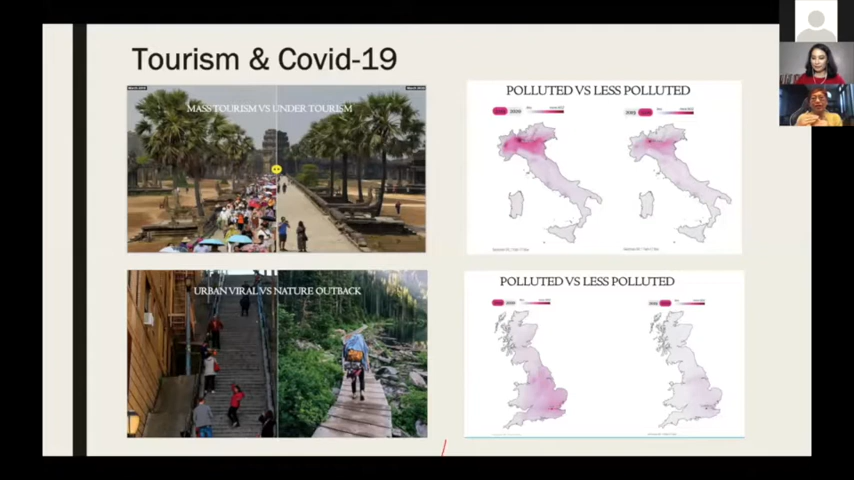 Tourism & Covid-19
MASS TOURISM VS UNDER TOURISM
POLLUTED VS LESS POLLUTED
URBAN VIRAL VS NATURE OUTBACK
POLLUTED VS LESS POLLUTED